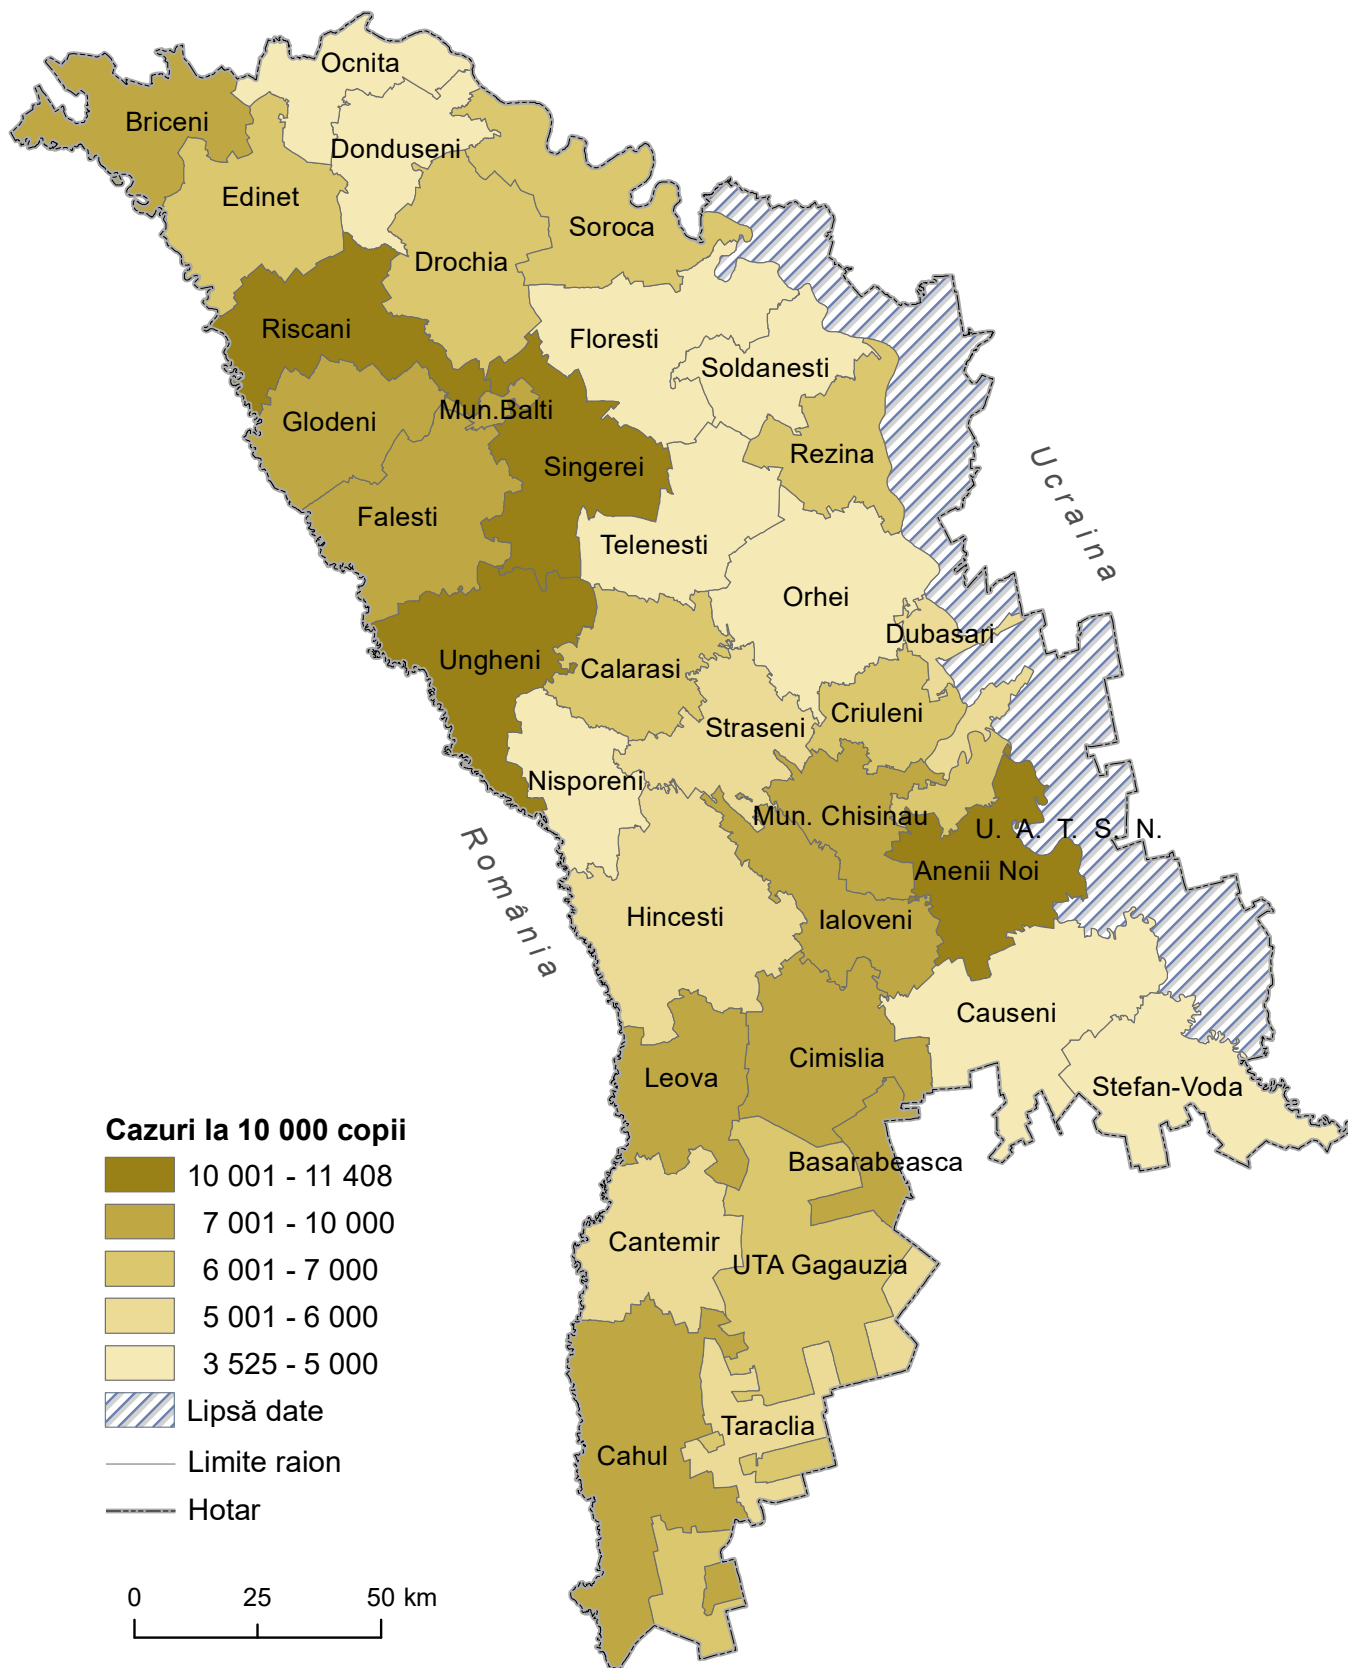 Ocnita
Briceni
Donduseni
Edinet
Soroca
Drochia
Riscani
Floresti
Soldanesti
Glodeni
Mun.Balti
Rezina
Singerei
Falesti
Ucraina
Telenesti
Orhei
Dubasari
Ungheni
Calarasi
Criuleni
Straseni
Nisporeni
Mun. Chisinau
U. A. T. S. N.
Anenii Noi
România
Hincesti
Ialoveni
Causeni
Cimislia
Leova
Stefan-Voda
Basarabeasca
Cantemir
UTA Gagauzia
Taraclia
Cahul
Cazuri la 10 000 copii
10 001 - 11 408
7 001 - 10 000
6 001 - 7 000
5 001 - 6 000
3 525 - 5 000
Lipsă date
Limite raion
Hotar
0 25 50 km